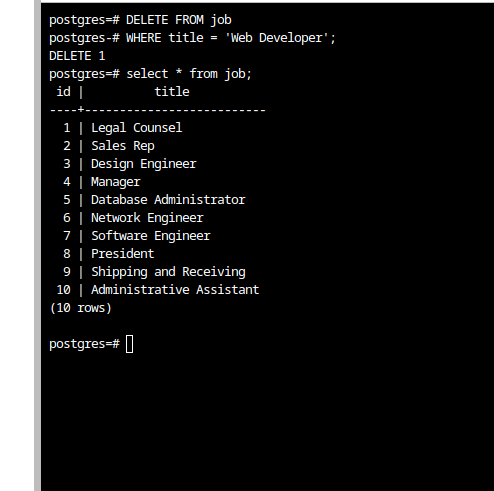 postgres=# DELETE FROM job
postgres-# WHERE title = 'Web Developer';
DELETE 1
postgres=# select * from job;
 id |          title
----+--------------------------
  1 | Legal Counsel
  2 | Sales Rep
  3 | Design Engineer
  4 | Manager
  5 | Database Administrator
  6 | Network Engineer
  7 | Software Engineer
  8 | President
  9 | Shipping and Receiving
 10 | Administrative Assistant
(10 rows)
postgres=#